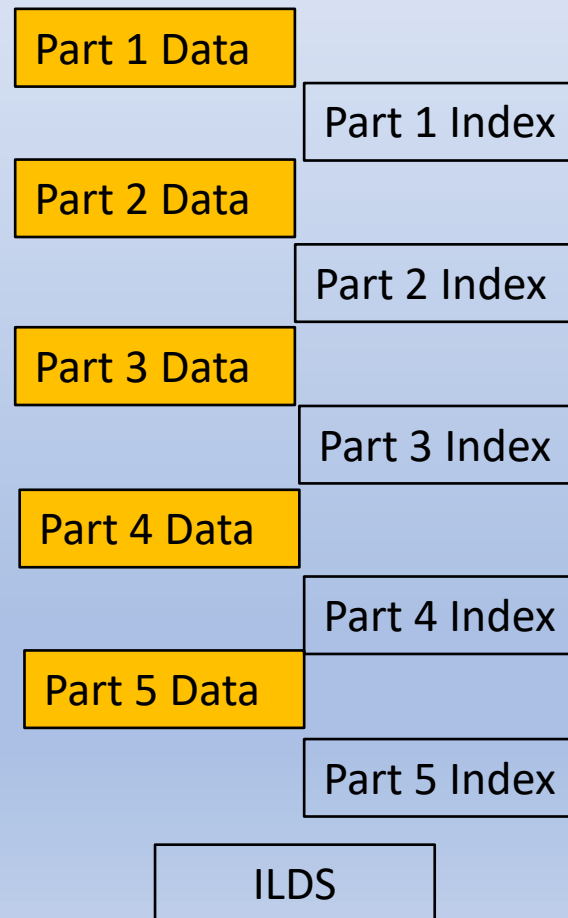 Part 1 Data
Part 1 Index
Part 2 Data
Part 2 Index
Part 3 Data
Part 3 Index
Part 4 Data
Part 4 Index
Part 5 Data
Part 5 Index
ILDS